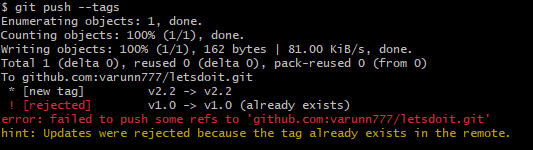 $ git push --tags
Enumerating objects: 1, done.
Counting objects: 100% (1/1), done.
Writing objects: 100% (1/1), 162 bytes | 81.00 KiB/s, done.
Total 1 (delta 0), reused 0 (delta 0), pack-reused 0 (from 0)
To github.com:varunn777/letsdoit.git
 * [new tag]         v2.2 -> v2.2
 ! [rejected]        v1.0 -> v1.0 (already exists)
error: failed to push some refs to 'github.com:varunn777/letsdoit.git'
hint: Updates were rejected because the tag already exists in the remote.